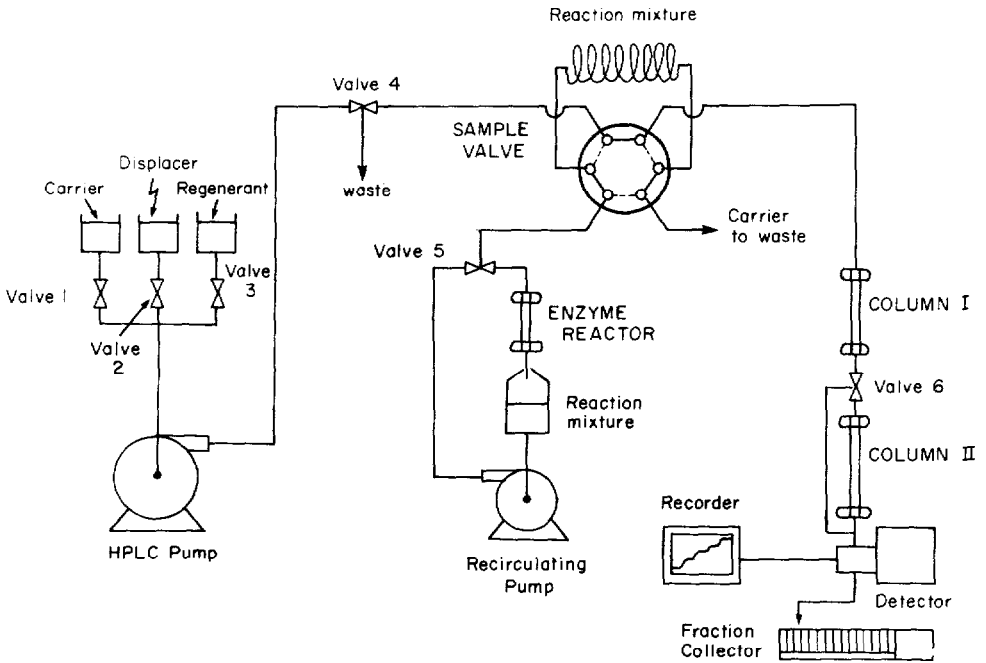 Reaction mixture
Valve 4
SAMPLE
VALVE
waste
Displacer
Carrier
Regenerant
Carrier
to waste
Valve 5
Valve 1
Valve
3
Valve
2
ENZYME
REACTOR
COLUMN I
Valve 6
Reaction
mixture
COLUMN II
Recorder
HPLC Pump
Recirculating
Pump
Detector
Fraction
Collector